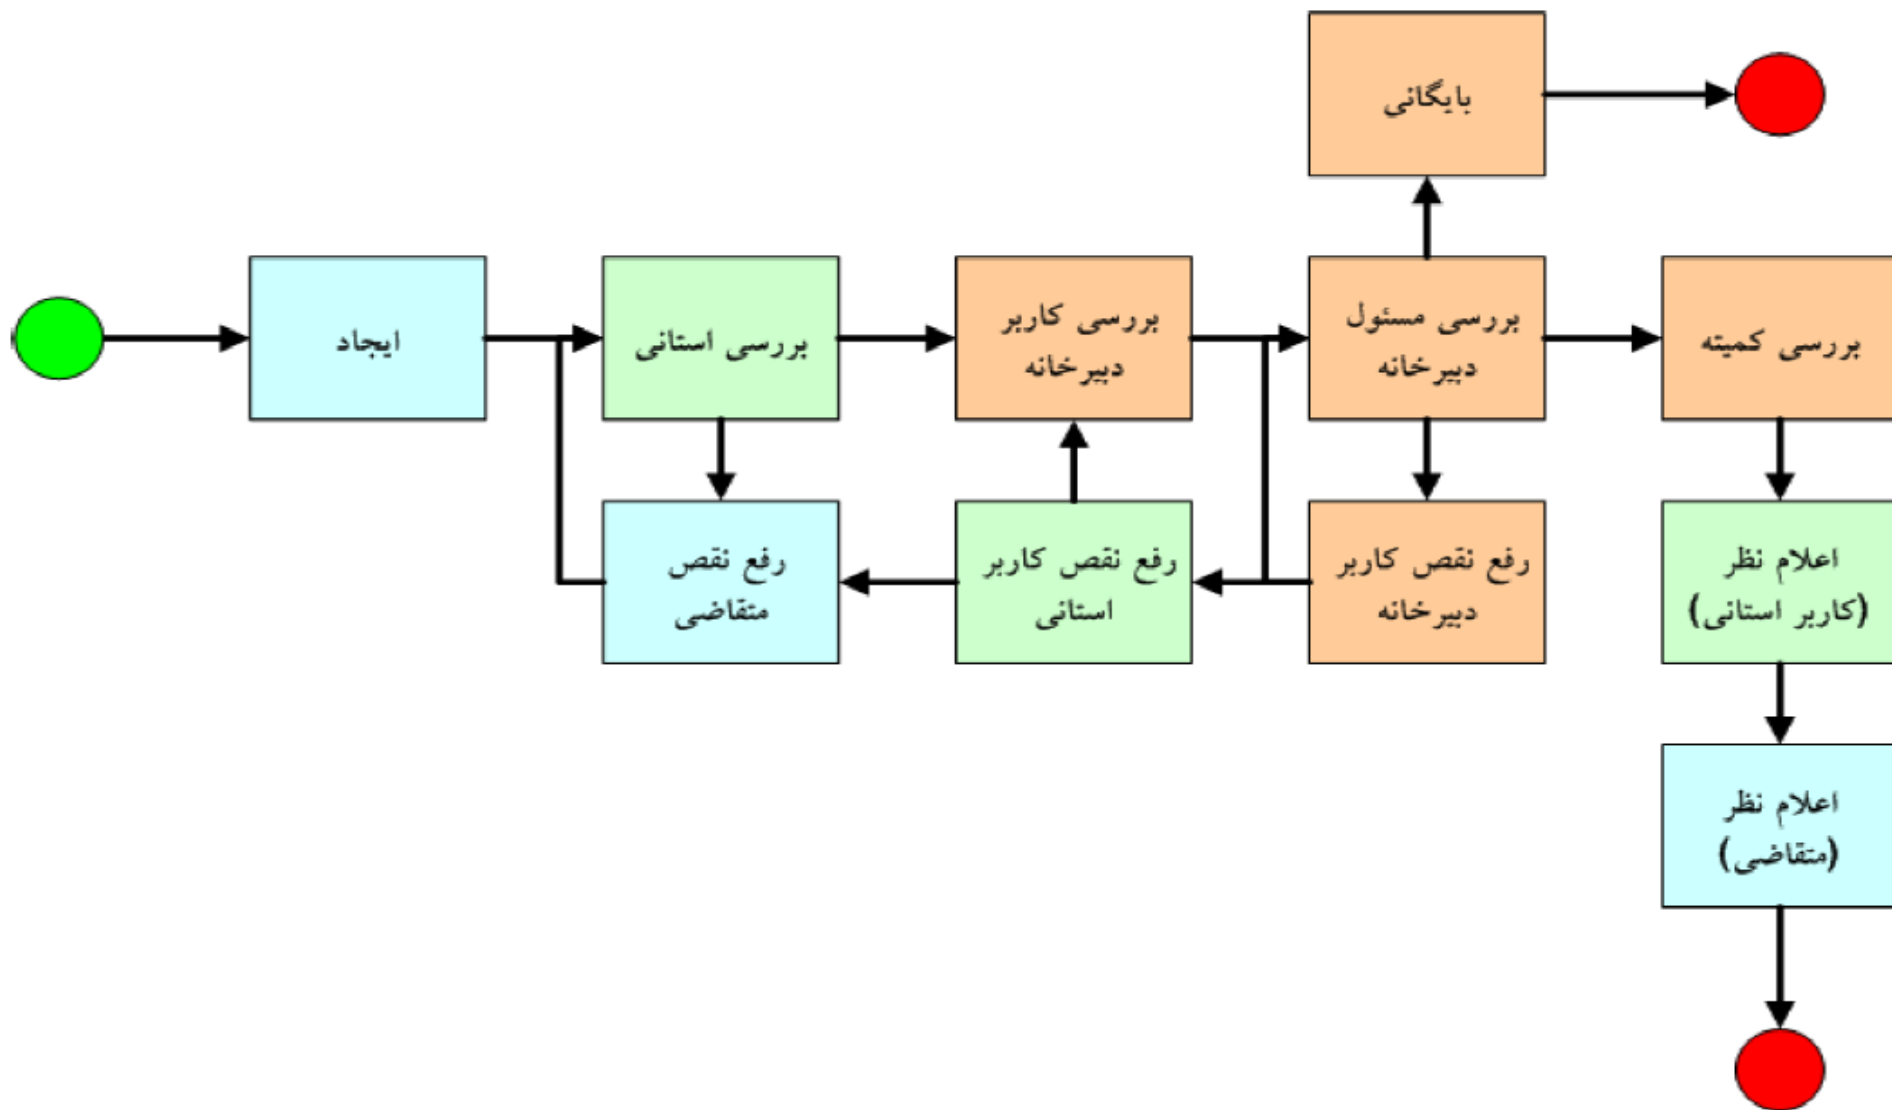 بایگانی
ایجاد
بررسی استانی
بررسی کاربر
دبیرخانه
بررسی مسئول
دبیرخانه
بررسی کمیته
رفع نقص
متقاضی
رفع نقص کاربر
استانی
رفع نقص کاربر
دبیرخانه
اعلام نظر
(کاربر استانی)
اعلام نظر
(متقاضی)